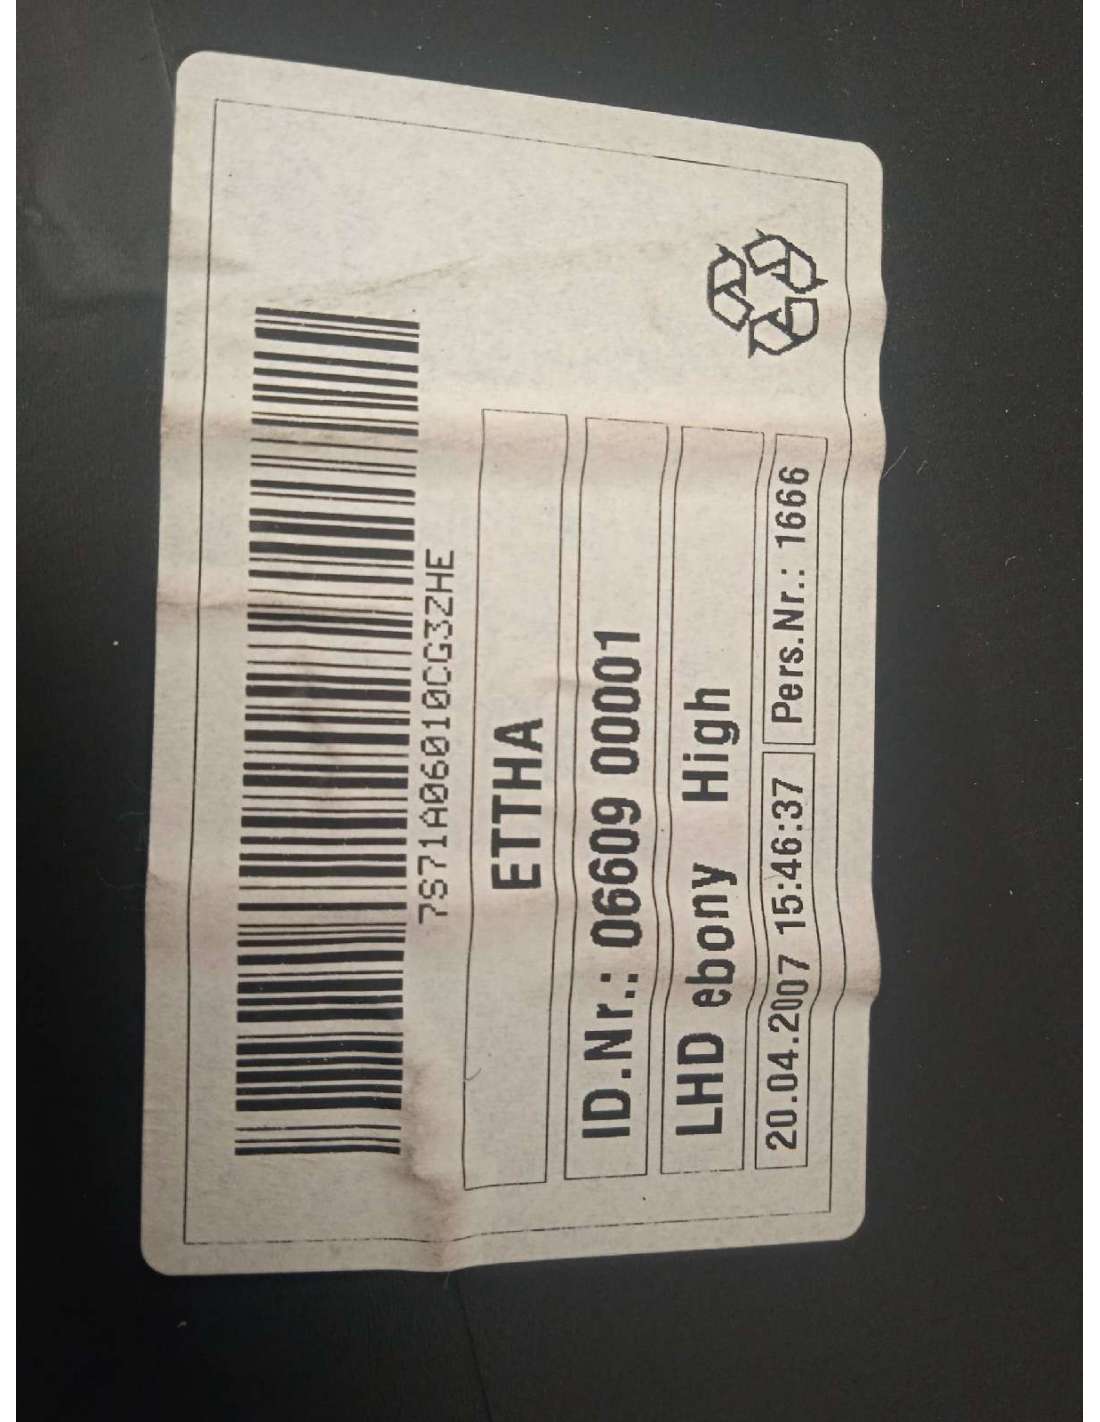 7S71A06010CG3ZHE
ETTHA
ID.Nr.: 06609 00001
LHD ebony High
20.04.2007 15:46:37 Pers.Nr.: 1666